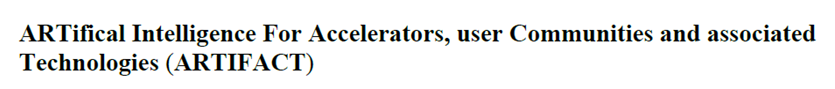 ARTifical Intelligence For Accelerators, user Communities and associated
Technologies (ARTIFACT)